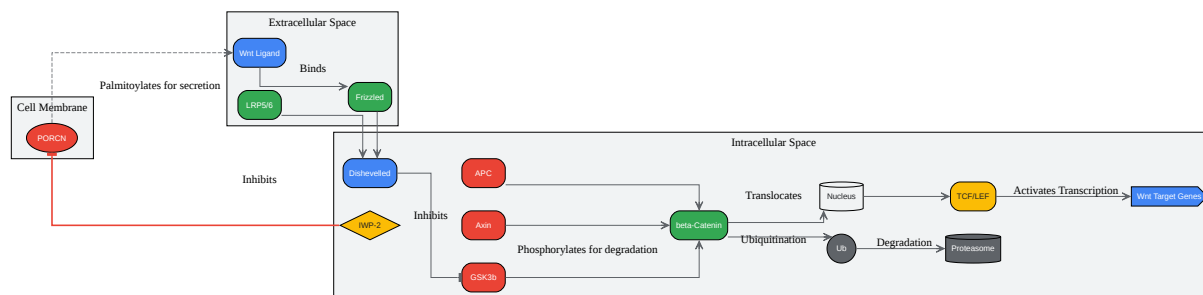 Extracellular Space
Wnt Ligand
Binds
Palmitoylates for secretion
Frizzled
LRP5/6
Cell Membrane
PORCN
Intracellular Space
Inhibits
Dishevelled
APC
Translocates
Nucleus
TCF/LEF
Activates Transcription
Wnt Target Genes
IWP-2
Inhibits
Axin
beta-Catenin
Phosphorylates for degradation
Ubiquitination
Ub
Degradation
Proteasome
GSK3b